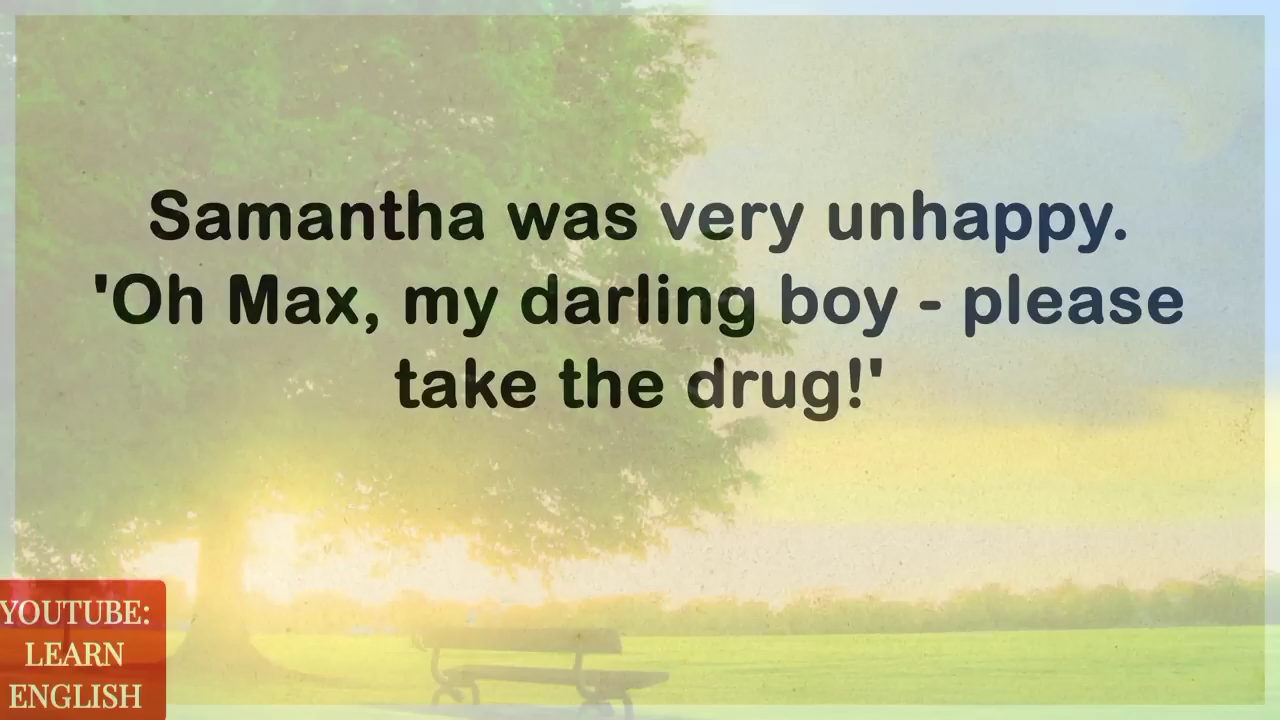 Samantha was very unhappy.
'Oh Max, my darling boy - please
take the drug!'
YOUTUBE:
LEARN
ENGLISH